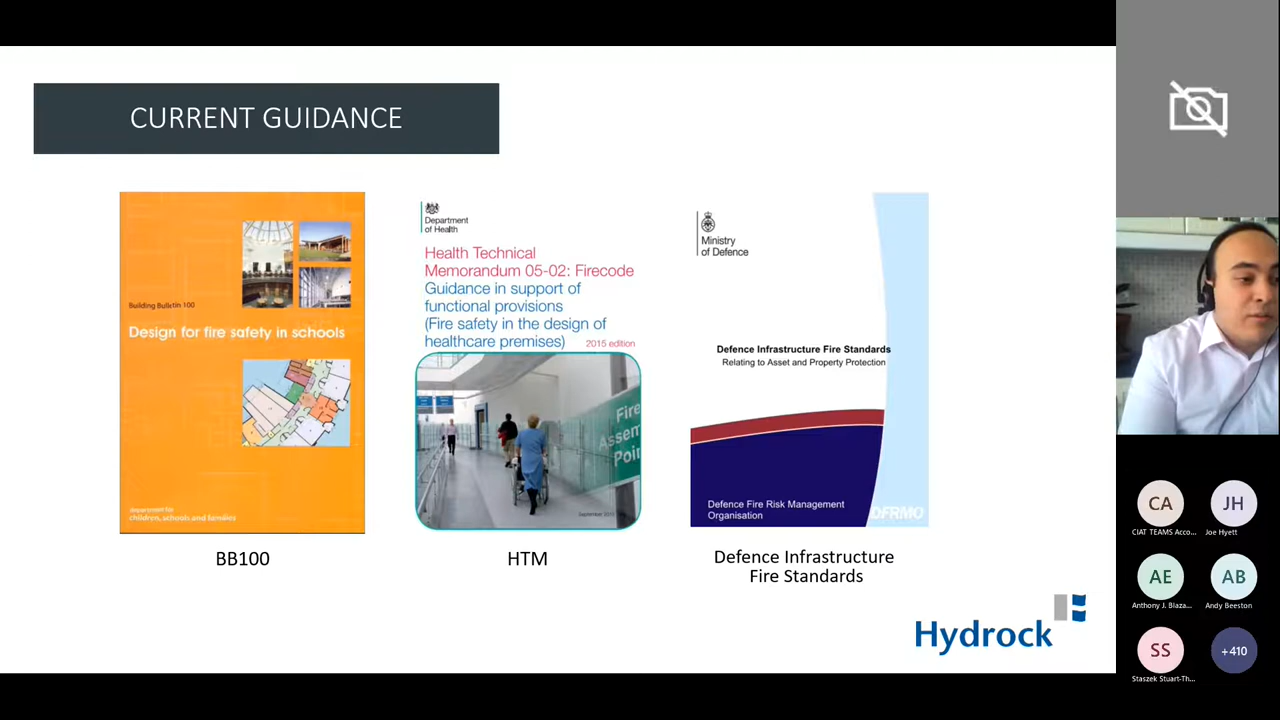 CURRENT GUIDANCE
Building Bulletin 100
Design for fire safety in schools
department for
children, schools and families
BB100
Department
of Health
Health Technical
Memorandum 05-02: Firecode
Guidance in support of
functional provisions
(Fire safety in the design of
healthcare premises)
2015 edition
Fire
Assem
Poin
HTM
Ministry
of Defence
Defence Infrastructure Fire Standards
Relating to Asset and Property Protection
Defence Fire Risk Management
Organisation
DFRMO
Defence Infrastructure
Fire Standards
Hydrock
CA
CIAT TEAMS Acco...
JH
Joe Hyett
AE
Anthony J. Blaza...
AB
Andy Beeston
SS
Staszek Stuart-Th...
+410